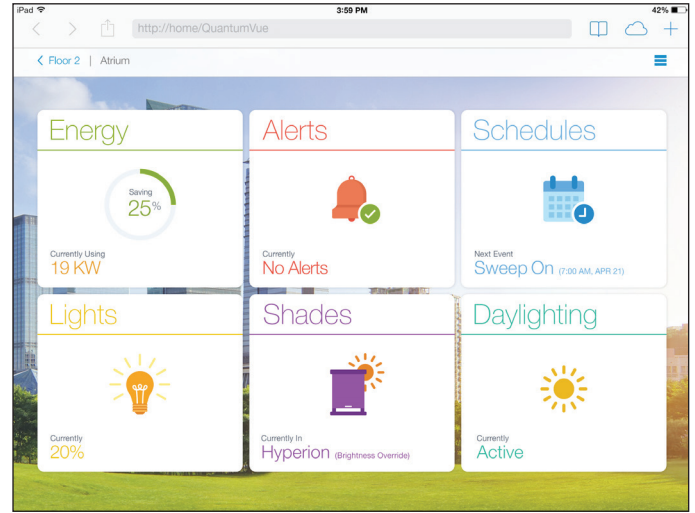 iPad 3:59 PM 42%
http://home/QuantumVue
Floor 2 | Atrium
Energy
Saving
25%
Currently Using
19 KW
Alerts
Currently
No Alerts
Schedules
Next Event
Sweep On (7:00 AM, APR 21)
Lights
Currently
20%
Shades
Currently In
Hyperion (Brightness Override)
Daylighting
Currently
Active